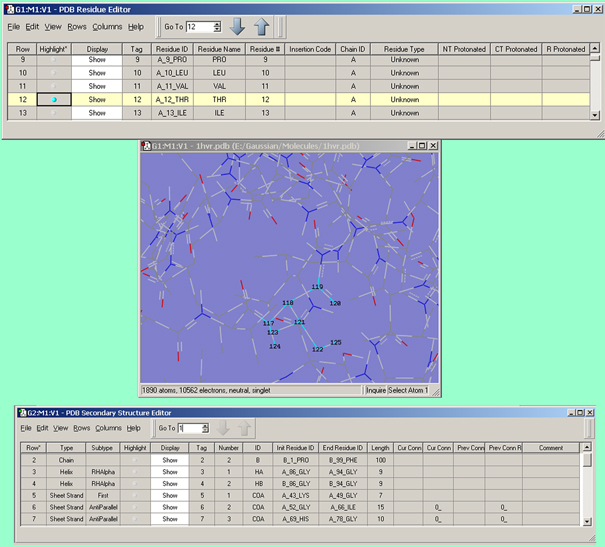 G1:M1:V1 - PDB Residue Editor
File Edit View Rows Columns Help Go To 12
Row Highlight* Display Tag Residue ID Residue Name Residue # Insertion Code Chain ID Residue Type NT Protonated CT Protonated R Protonated
9 Show 9 A_9_PRO PRO 9 A Unknown
10 Show 10 A_10_LEU LEU 10 A Unknown
11 Show 11 A_11_VAL VAL 11 A Unknown
12 Show 12 A_12_THR THR 12 A Unknown
13 Show 13 A_13_ILE ILE 13 A Unknown
G1:M1:V1 - 1hvr.pdb (E:/Gaussian/Molecules/1hvr.pdb)
119
118 120
117 121
123
124 122 125
1890 atoms, 10562 electrons, neutral, singlet Inquire Select Atom 1
G2:M1:V1 - PDB Secondary Structure Editor
File Edit View Rows Columns Help Go To 1
Row* Type Subtype Highlight Display Tag Number ID Init Residue ID End Residue ID Length Cur Conn. Cur Conn. Prev Conn. Prev Conn R Comment
2 Chain Show 2 2 B B_1_PRO B_99_PHE 100
3 Helix RHAlpha Show 3 1 HA A_86_GLY A_94_GLY 9
4 Helix RHAlpha Show 4 2 HB B_86_GLY B_94_GLY 9
5 Sheet Strand First Show 5 1 COA A_43_LYS A_49_GLY 7
6 Sheet Strand AntiParallel Show 6 2 COA A_52_GLY A_66_ILE 15 0_ 0_
7 Sheet Strand AntiParallel Show 7 3 COA A_69_HIS A_78_GLY 10 0_ 0_